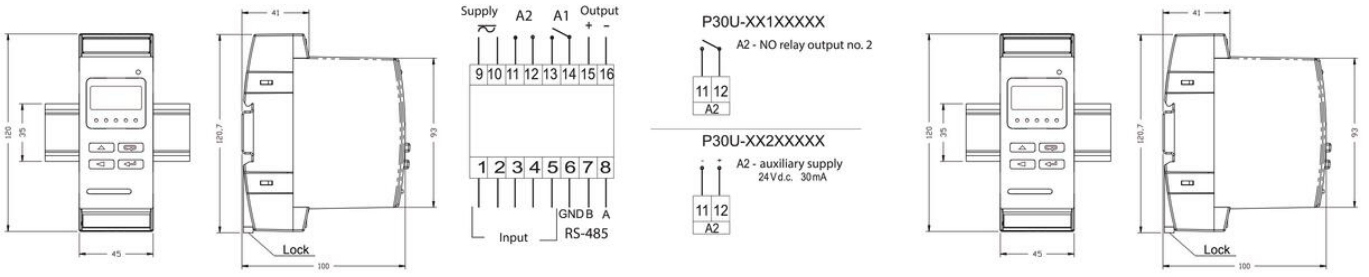 120
35
45
41
120,7
93
Lock
100
Supply A2 A1 Output
+ -
9 10 11 12 13 14 15 16
1 2 3 4 5 6 7 8
GND B A
Input RS-485
P30U-XX1XXXXX
A2 - NO relay output no. 2
11 12
A2
P30U-XX2XXXXX
- +
A2 - auxiliary supply
24V d.c. 30mA
11 12
A2
120
35
45
41
120,7
93
Lock
100